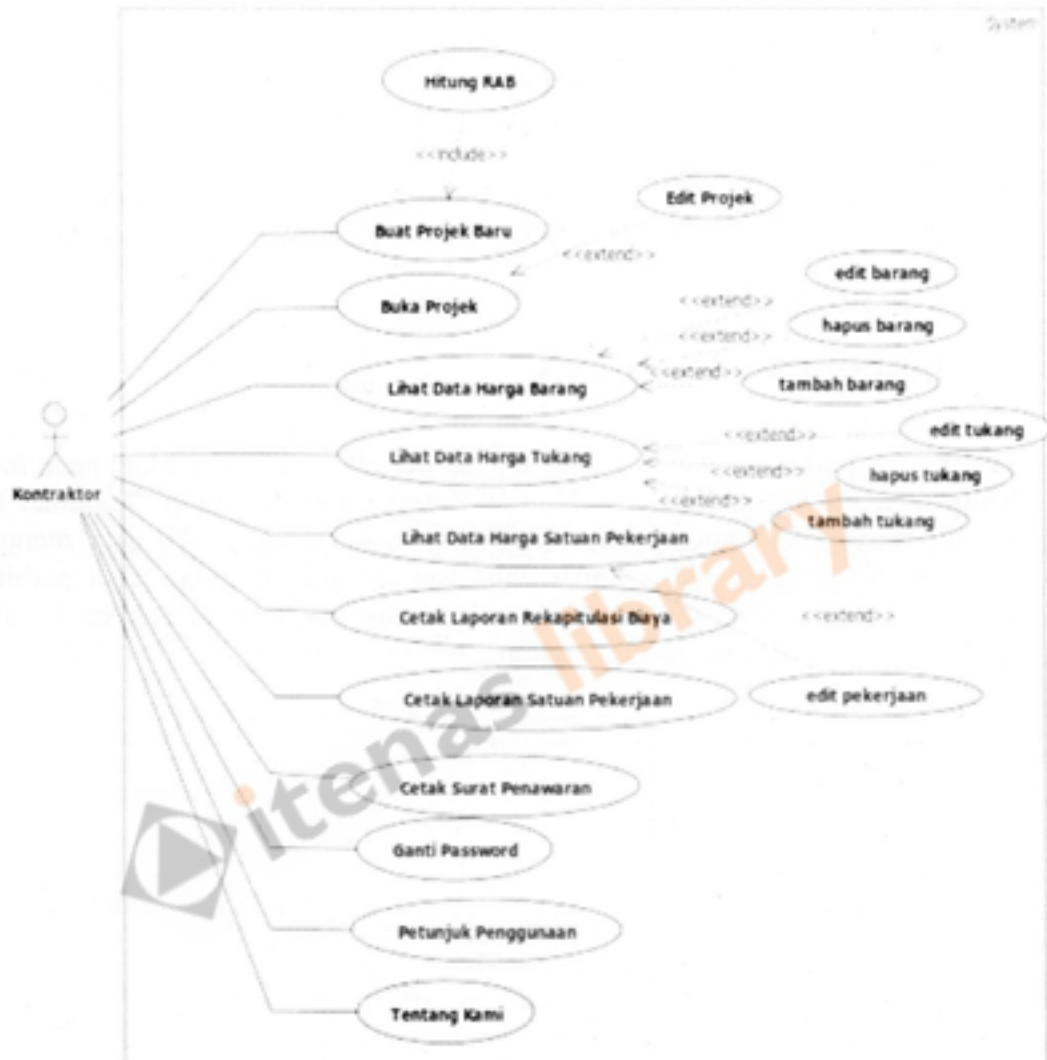 System
Hitung RAB
<<include>>
Edit Projek
Buat Projek Baru
<<extend>>
edit barang
Buka Projek
<<extend>>
hapus barang
<<extend>>
Lihat Data Harga Barang
<<extend>>
tambah barang
edit tukang
<<extend>>
Lihat Data Harga Tukang
<<extend>>
hapus tukang
Kontraktor
<<extend>>
tambah tukang
Lihat Data Harga Satuan Pekerjaan
Cetak Laporan Rekapitulasi Biaya
<<extend>>
Cetak Laporan Satuan Pekerjaan
edit pekerjaan
Cetak Surat Penawaran
Ganti Password
Petunjuk Penggunaan
Tentang Kami
itenas library